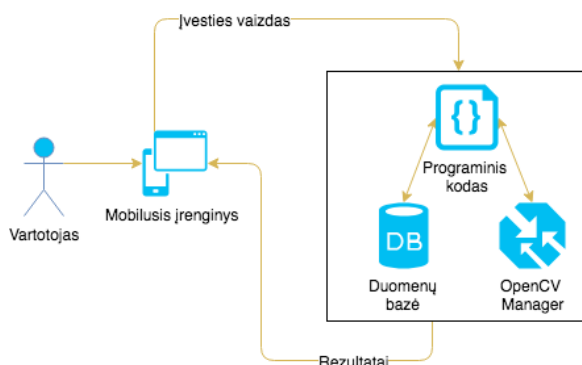 Įvesties vaizdas
{}
Programinis
kodas
Vartotojas
Mobilusis įrenginys
DB
Duomenų
bazė
OpenCV
Manager
Rezultatai